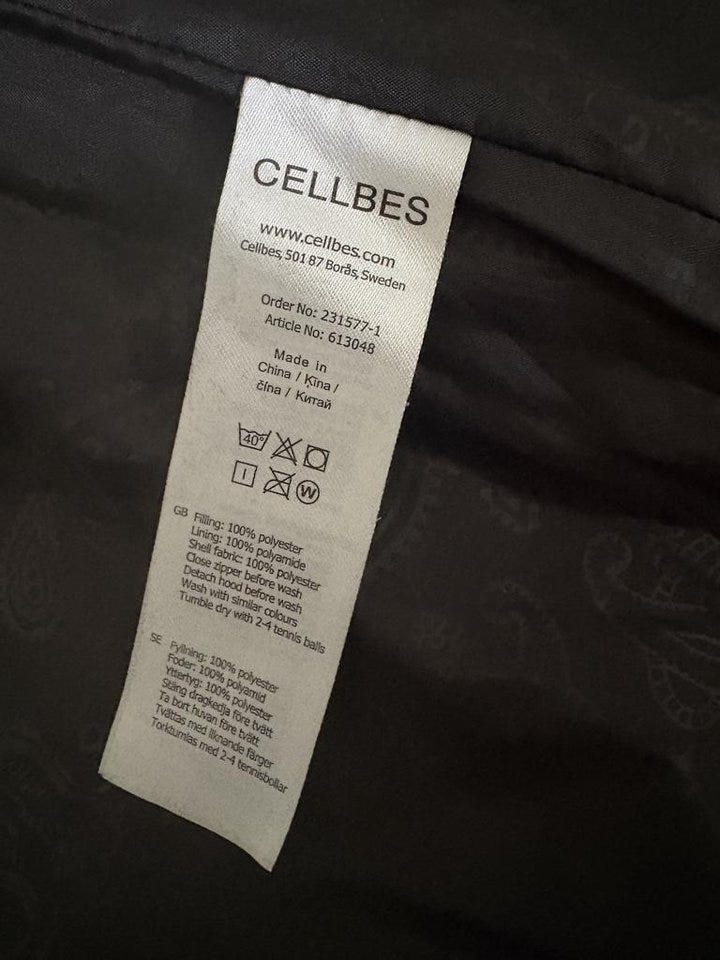 CELLBES
www.cellbes.com
Cellbes, 501 87 Borås, Sweden
Order No: 231577-1
Article No: 613048
Made in
China / Ķīna /
čína / Китай
40°
W
GB Filling: 100% polyester
Lining: 100% polyamide
Shell fabric: 100% polyester
Close zipper before wash
Detach hood before wash
Wash with similar colours
Tumble dry with 2-4 tennis balls
SE Fyllning: 100% polyester
Foder: 100% polyamid
Yttertyg: 100% polyester
Stäng dragkedja före tvätt
Ta bort huvan före tvätt
Tvättas med liknande färger
Torktumlas med 2-4 tennisbollar